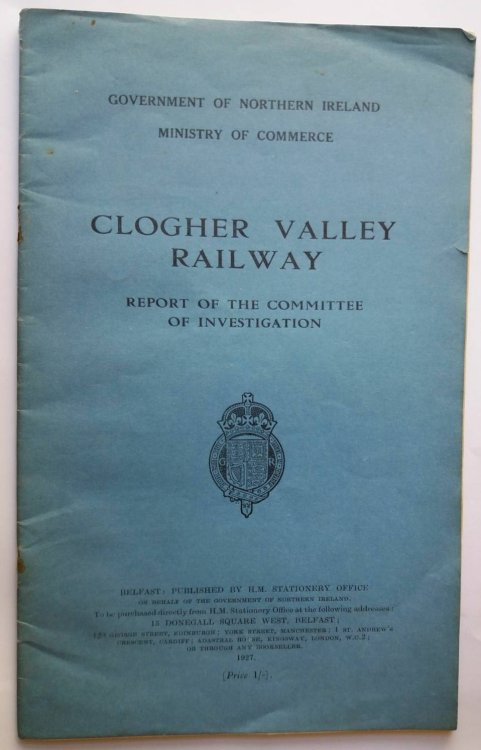 GOVERNMENT OF NORTHERN IRELAND
MINISTRY OF COMMERCE
CLOGHER VALLEY
RAILWAY
REPORT OF THE COMMITTEE
OF INVESTIGATION
G R
BELFAST: PUBLISHED BY H.M. STATIONERY OFFICE
ON BEHALF OF THE GOVERNMENT OF NORTHERN IRELAND.
To be purchased directly from H.M. Stationery Office at the following addresses:
15 DONEGALL SQUARE WEST, BELFAST;
120 GEORGE STREET, EDINBURGH; YORK STREET, MANCHESTER; 1 ST. ANDREW'S
CRESCENT, CARDIFF; ADASTRAL HOUSE, KINGSWAY, LONDON, W.C.2;
OR THROUGH ANY BOOKSELLER.
1927.
[Price 1/-].